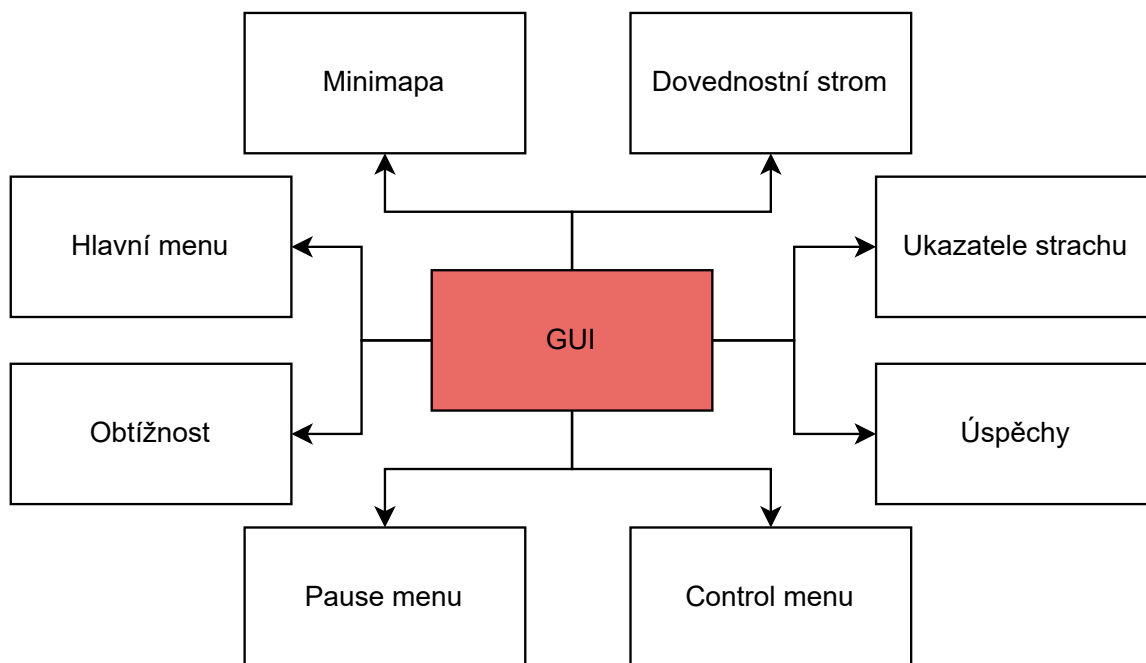 Minimapa
Dovednostní strom
Hlavní menu
Ukazatele strachu
GUI
Obtížnost
Úspěchy
Pause menu
Control menu